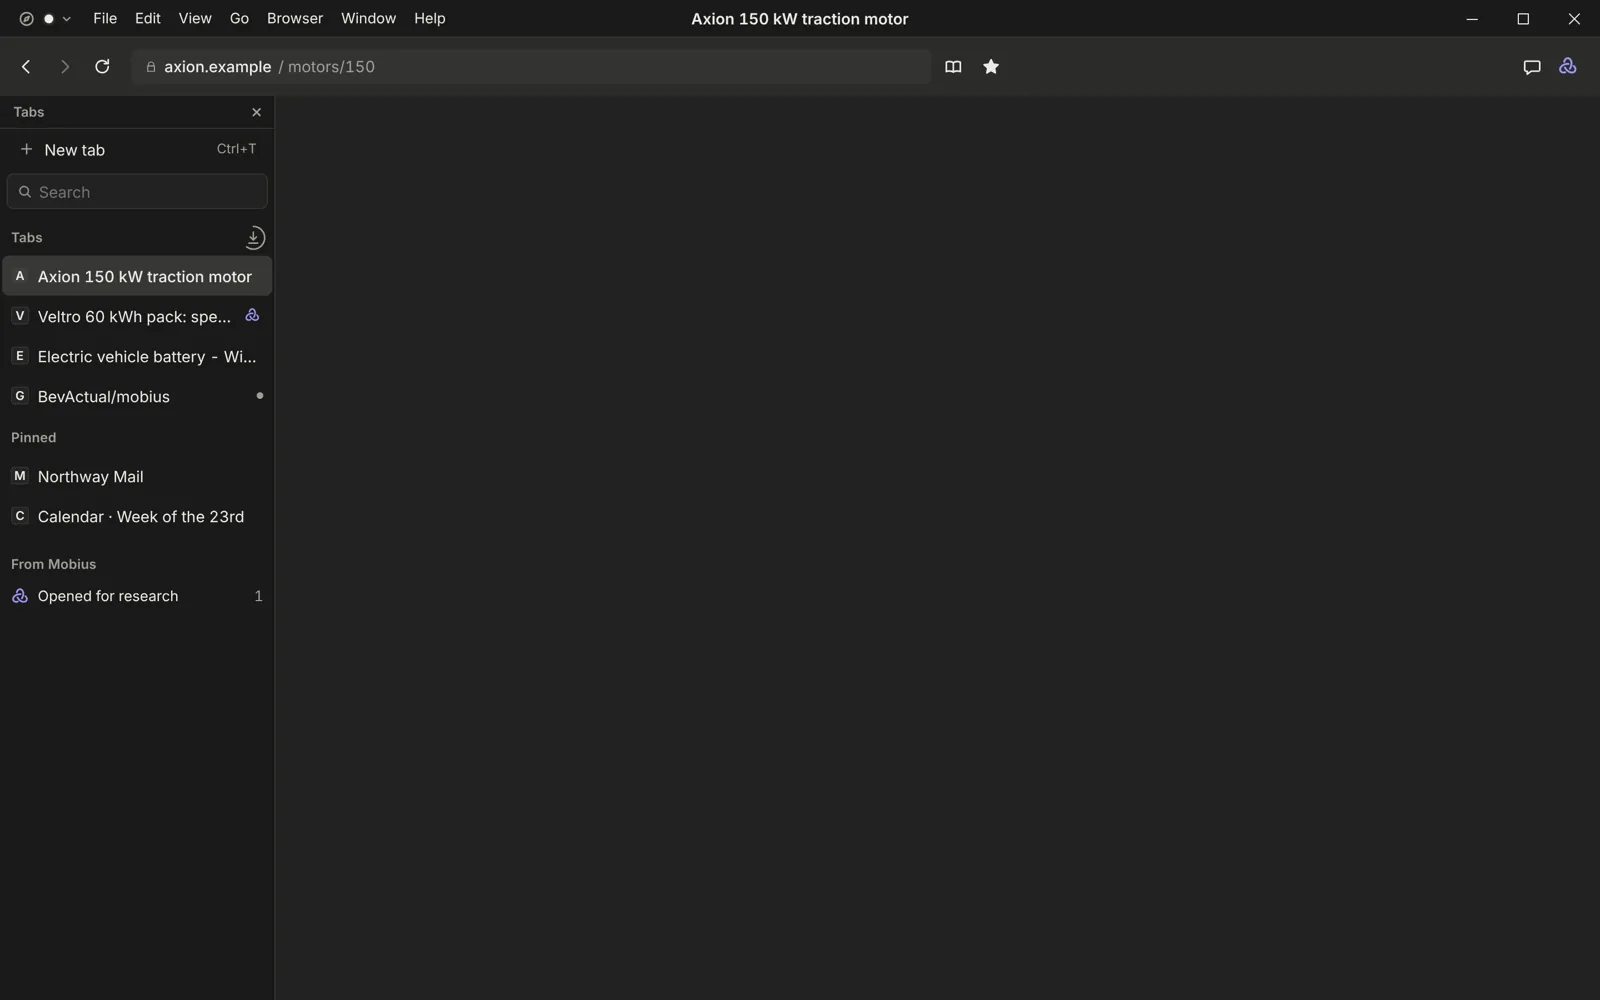 File Edit View Go Browser Window Help
Axion 150 kW traction motor
axion.example / motors/150
Tabs
New tab Ctrl+T
Search
Tabs
A Axion 150 kW traction motor
V Veltro 60 kWh pack: spe...
E Electric vehicle battery - Wi...
G BevActual/mobius
Pinned
M Northway Mail
C Calendar · Week of the 23rd
From Mobius
Opened for research 1